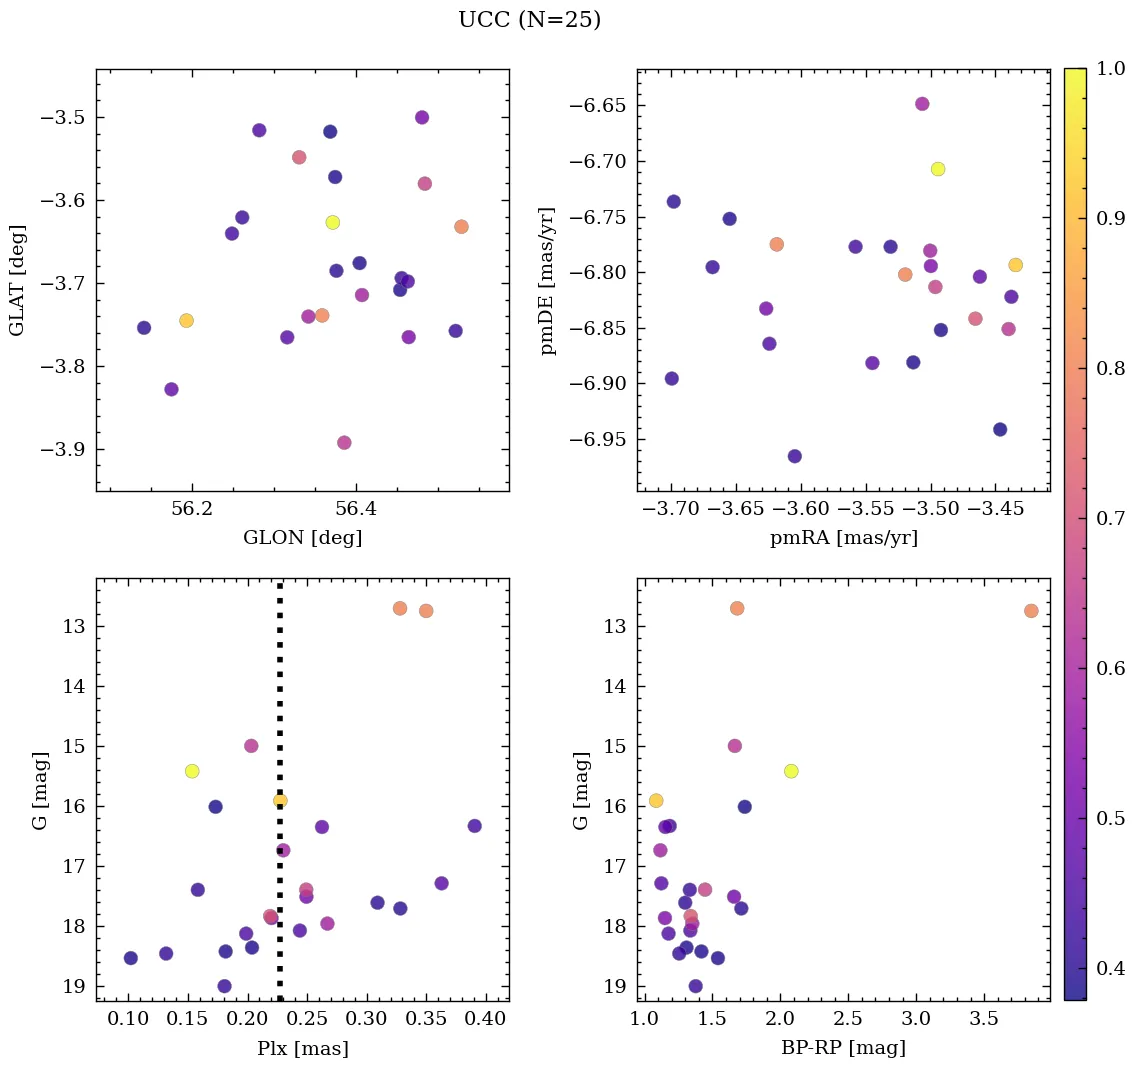 UCC (N=25)
−3.5
−3.6
−3.7
−3.8
−3.9
GLAT [deg]
56.2 56.4
GLON [deg]
−6.65
−6.70
−6.75
−6.80
−6.85
−6.90
−6.95
pmDE [mas/yr]
−3.70 −3.65 −3.60 −3.55 −3.50 −3.45
pmRA [mas/yr]
1.0
0.9
0.8
0.7
0.6
0.5
0.4
13
14
15
16
17
18
19
G [mag]
0.10 0.15 0.20 0.25 0.30 0.35 0.40
Plx [mas]
13
14
15
16
17
18
19
G [mag]
1.0 1.5 2.0 2.5 3.0 3.5
BP-RP [mag]